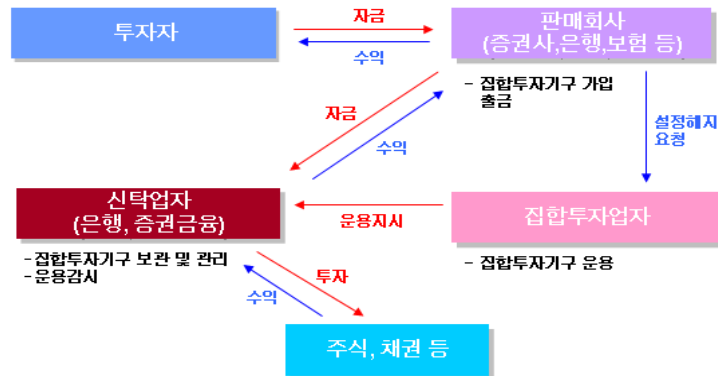 투자자
자금
수익
판매회사
(증권사,은행,보험 등)
- 집합투자기구 가입
출금
자금
수익
설정해지
요청
신탁업자
(은행, 증권금융)
운용지시
집합투자업자
-집합투자기구 보관 및 관리
-운용감시
- 집합투자기구 운용
투자
수익
주식, 채권 등